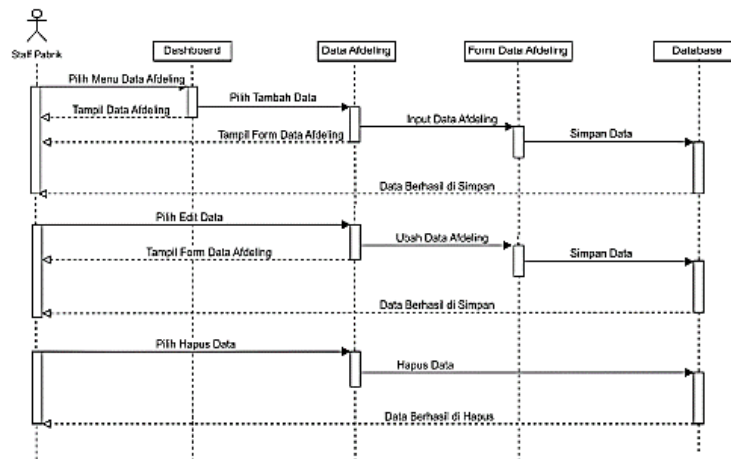 Staff Pabrik
Dashboard
Data Afdeling
Form Data Afdeling
Database
Pilih Menu Data Afdeling
Pilih Tambah Data
Tampil Data Afdeling
Input Data Afdeling
Tampil Form Data Afdeling
Simpan Data
Data Berhasil di Simpan
Pilih Edit Data
Ubah Data Afdeling
Tampil Form Data Afdeling
Simpan Data
Data Berhasil di Simpan
Pilih Hapus Data
Hapus Data
Data Berhasil di Hapus